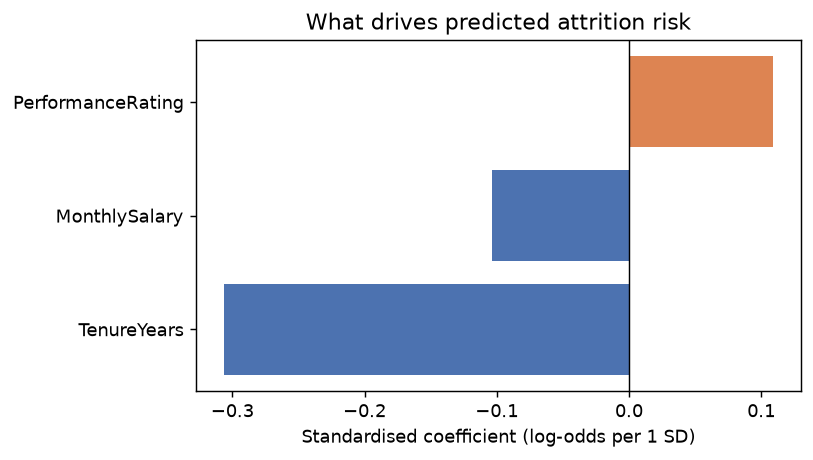 What drives predicted attrition risk
PerformanceRating
MonthlySalary
TenureYears
−0.3 −0.2 −0.1 0.0 0.1
Standardised coefficient (log-odds per 1 SD)